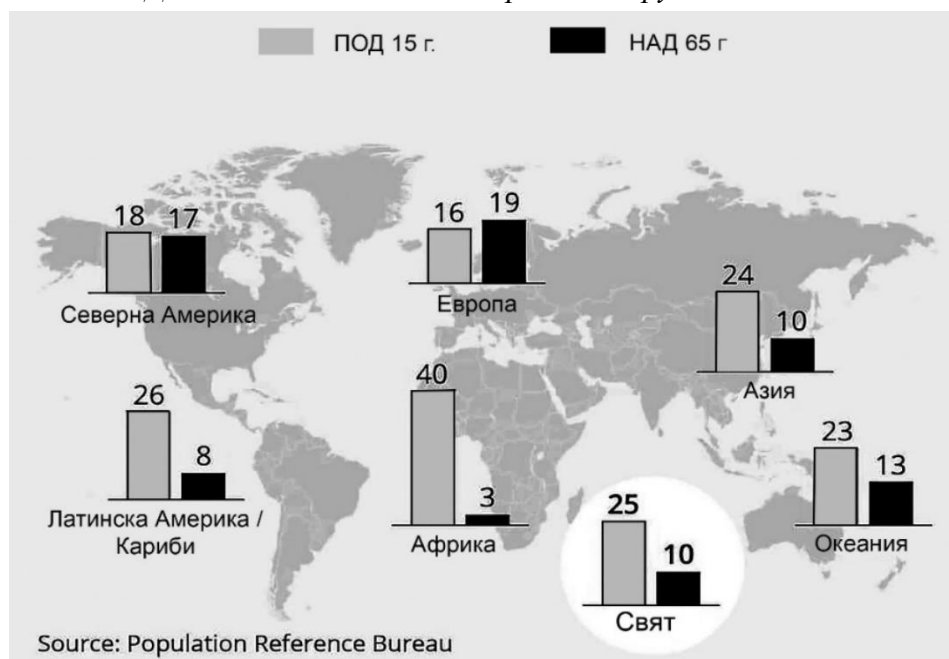 ПОД 15 г.
НАД 65 г
18 17
Северна Америка
16 19
Европа
24 10
Азия
26 8
Латинска Америка /
Кариби
40 3
Африка
25 10
Свят
23 13
Океания
Source: Population Reference Bureau